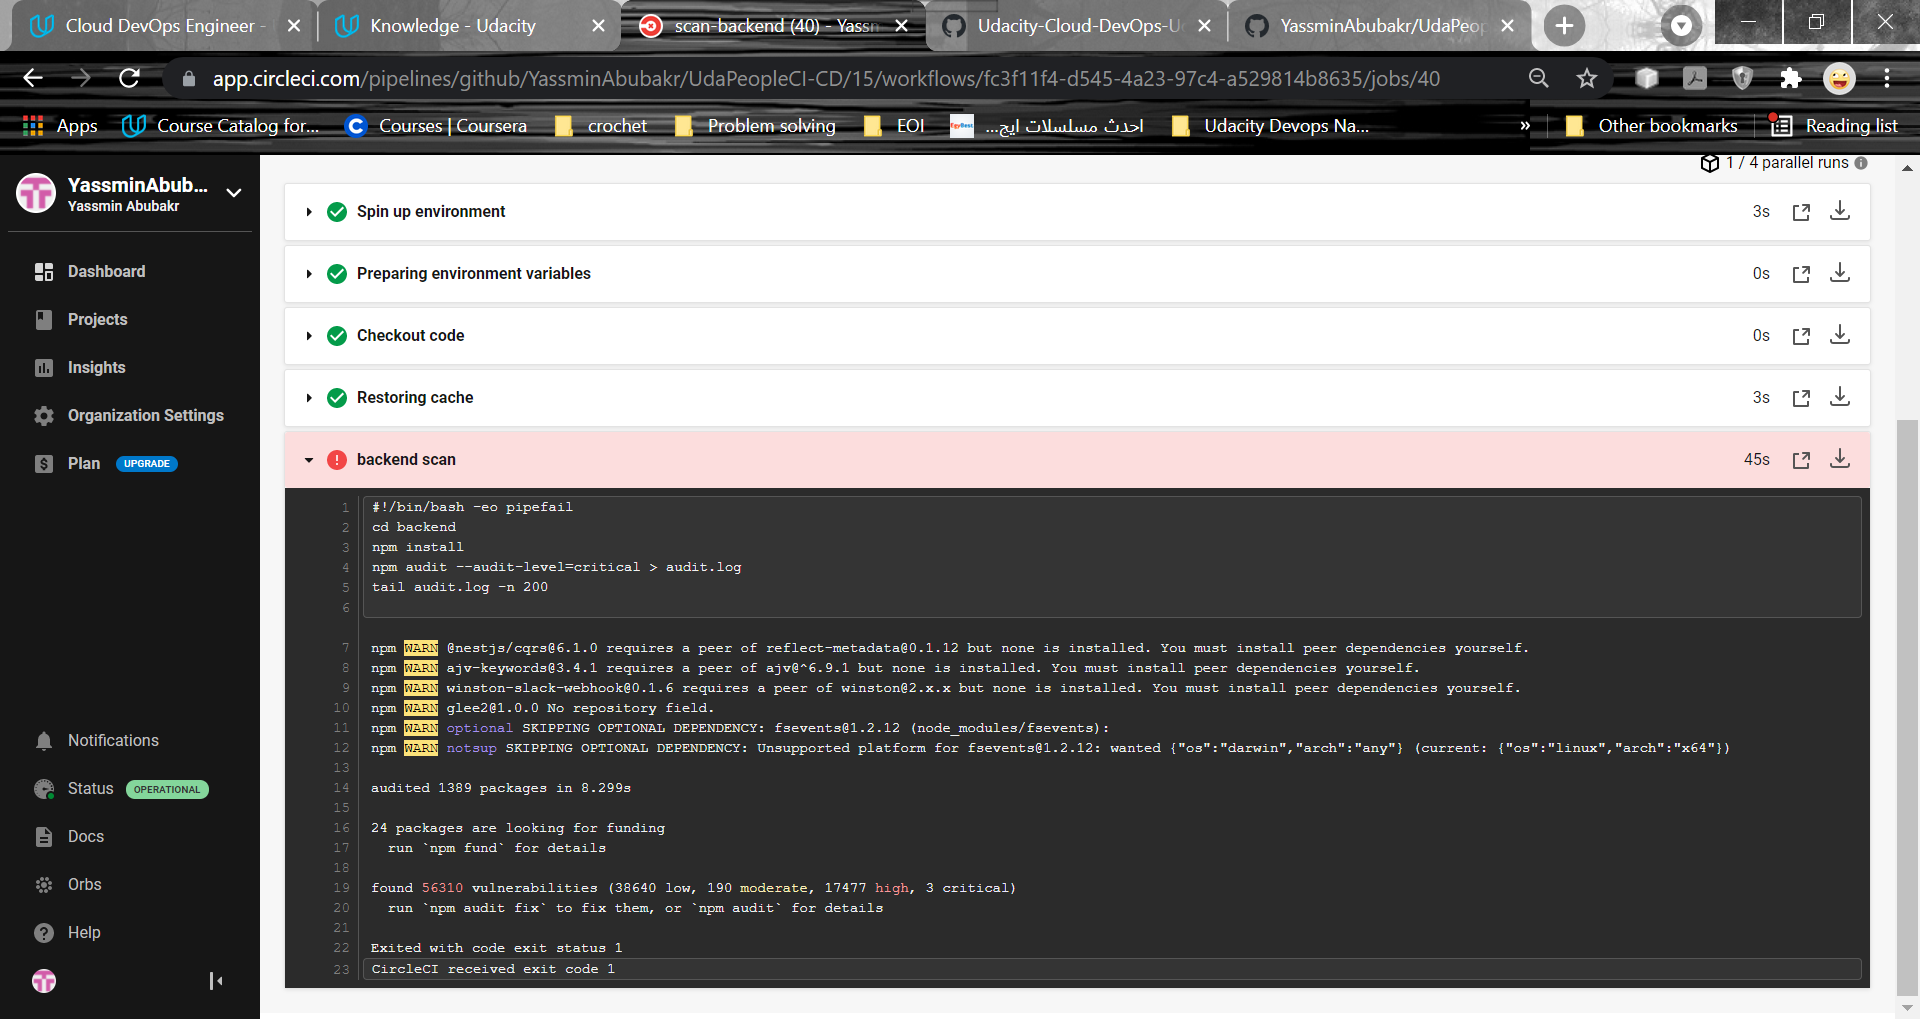 Cloud DevOps Engineer -
Knowledge - Udacity
scan-backend (40) - Yassm
Udacity-Cloud-DevOps-Uc
YassminAbubakr/UdaPeop
app.circleci.com/pipelines/github/YassminAbubakr/UdaPeopleCI-CD/15/workflows/fc3f11f4-d545-4a23-97c4-a529814b8635/jobs/40
Apps
Course Catalog for...
Courses | Coursera
crochet
Problem solving
EOI
احدث مسلسلات ايج...
Udacity Devops Na...
»
Other bookmarks
Reading list
YassminAbub...
Yassmin Abubakr
Dashboard
Projects
Insights
Organization Settings
Plan UPGRADE
Notifications
Status OPERATIONAL
Docs
Orbs
Help
1 / 4 parallel runs
Spin up environment 3s
Preparing environment variables 0s
Checkout code 0s
Restoring cache 3s
backend scan 45s
1 #!/bin/bash -eo pipefail
2 cd backend
3 npm install
4 npm audit --audit-level=critical > audit.log
5 tail audit.log -n 200
6
7 npm WARN @nestjs/cqrs@6.1.0 requires a peer of reflect-metadata@0.1.12 but none is installed. You must install peer dependencies yourself.
8 npm WARN ajv-keywords@3.4.1 requires a peer of ajv@^6.9.1 but none is installed. You must install peer dependencies yourself.
9 npm WARN winston-slack-webhook@0.1.6 requires a peer of winston@2.x.x but none is installed. You must install peer dependencies yourself.
10 npm WARN glee2@1.0.0 No repository field.
11 npm WARN optional SKIPPING OPTIONAL DEPENDENCY: fsevents@1.2.12 (node_modules/fsevents):
12 npm WARN notsup SKIPPING OPTIONAL DEPENDENCY: Unsupported platform for fsevents@1.2.12: wanted {"os":"darwin","arch":"any"} (current: {"os":"linux","arch":"x64"})
13
14 audited 1389 packages in 8.299s
15
16 24 packages are looking for funding
17 run `npm fund` for details
18
19 found 56310 vulnerabilities (38640 low, 190 moderate, 17477 high, 3 critical)
20 run `npm audit fix` to fix them, or `npm audit` for details
21
22 Exited with code exit status 1
23 CircleCI received exit code 1